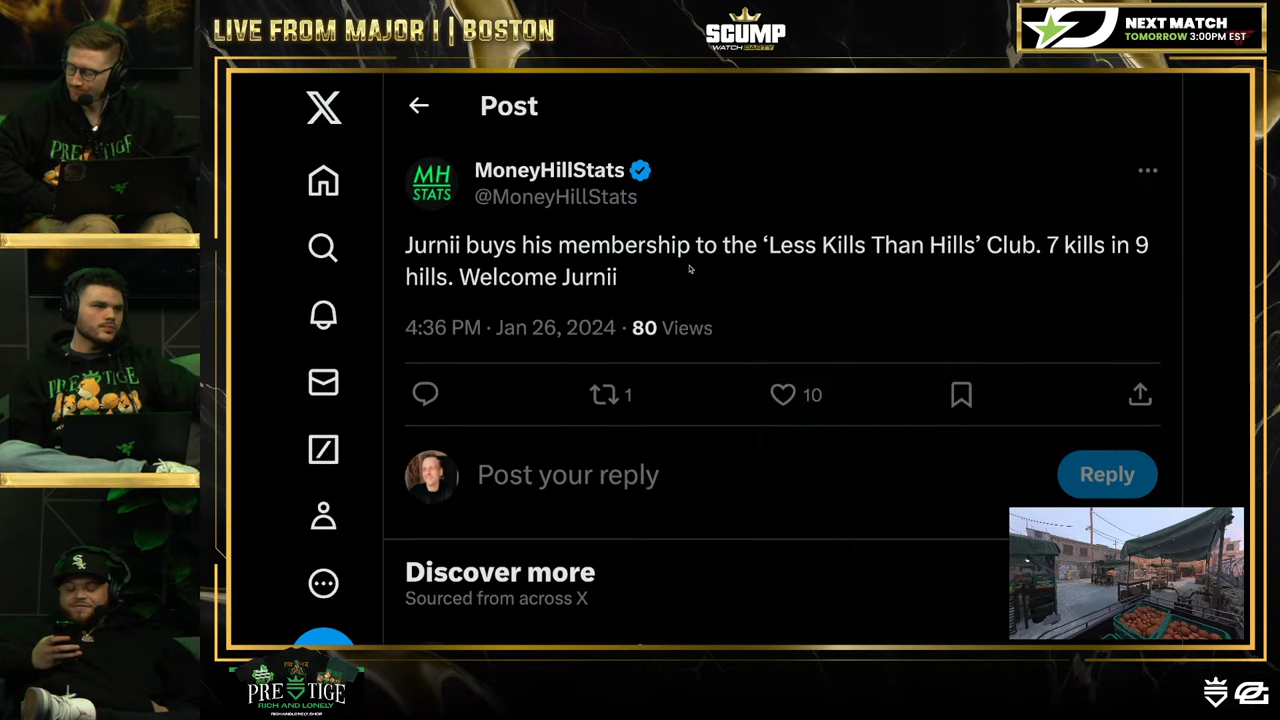 LIVE FROM MAJOR I | BOSTON
SCUMP
WATCH PARTY
NEXT MATCH
TOMORROW 3:00PM EST
X
Post
MH
STATS
MoneyHillStats
@MoneyHillStats
Jurnii buys his membership to the ‘Less Kills Than Hills’ Club. 7 kills in 9
hills. Welcome Jurnii
4:36 PM · Jan 26, 2024 · 80 Views
1
10
Post your reply
Reply
Discover more
Sourced from across X
PRESTIGE
RICH AND LONELY
RICHANDLONELY.SHOP